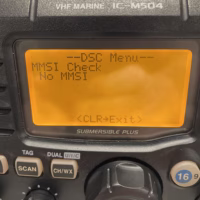 VHF MARINE IC-M504
--DSC Menu--
MMSI Check
No MMSI
<CLR→Exit>
SUBMERSIBLE PLUS
TAG DUAL
SCAN CH/WX
16